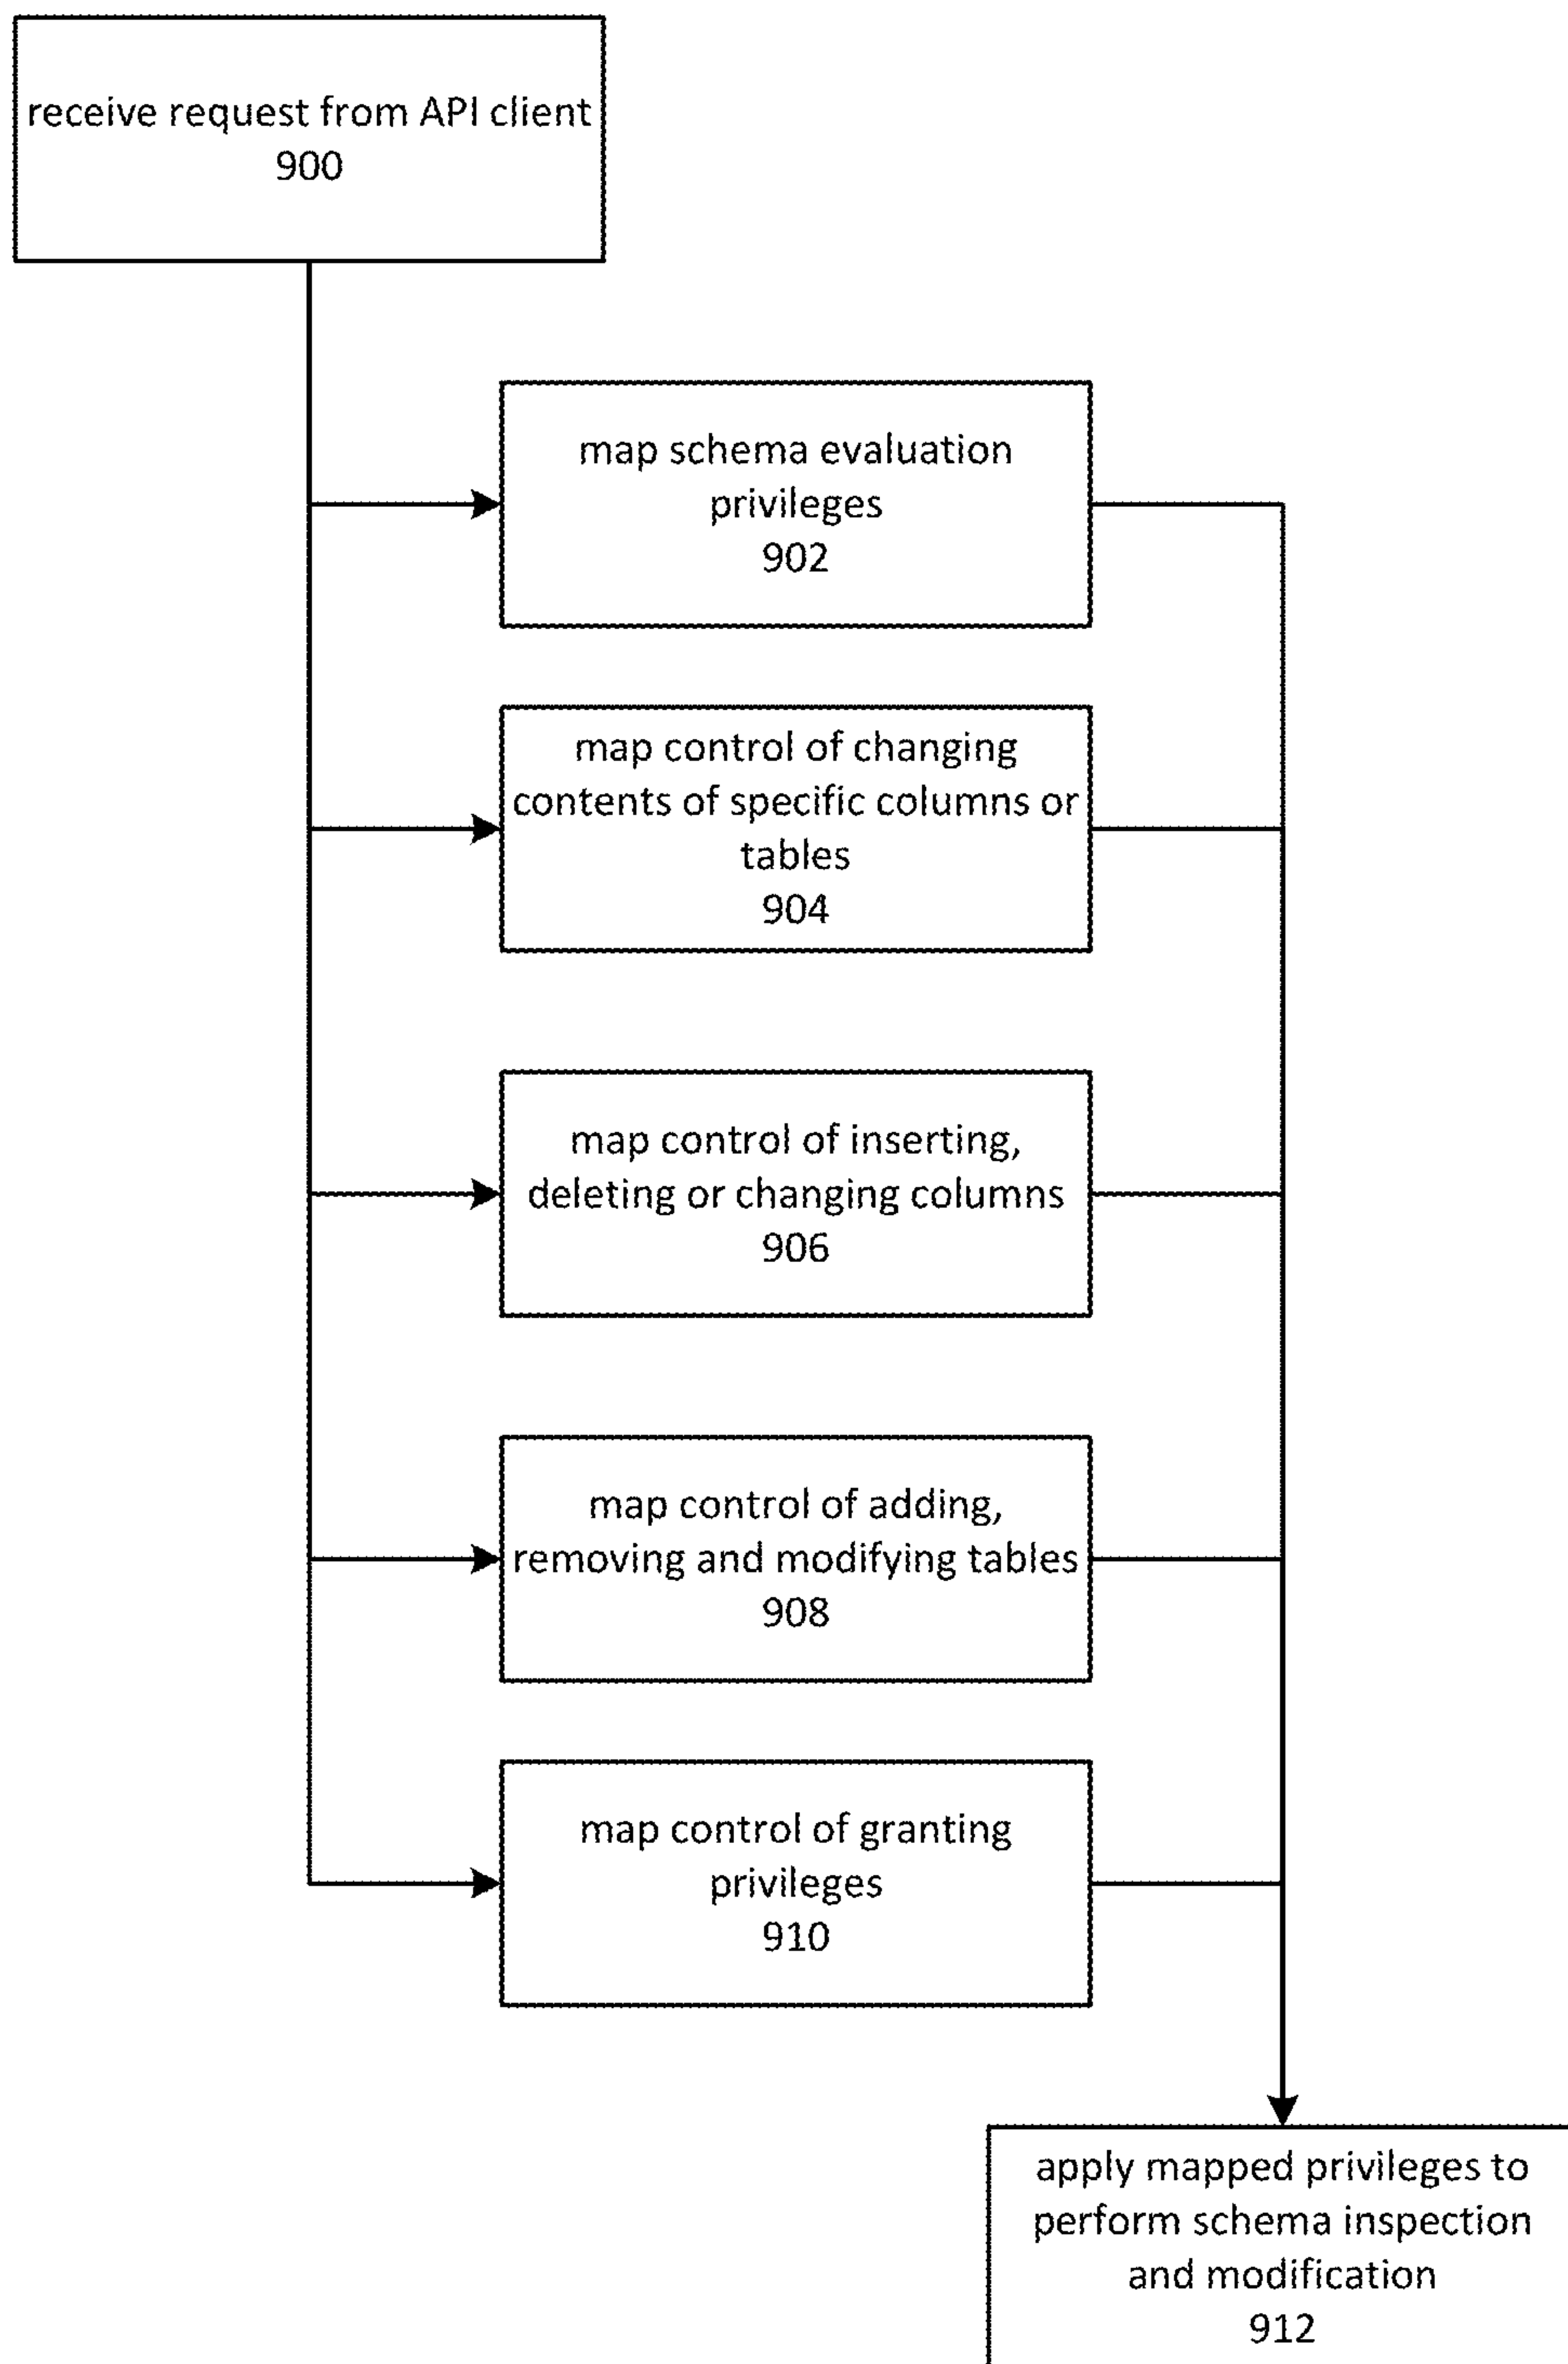 receive request from API client
900
map schema evaluation
privileges
902
map control of changing
contents of specific columns or
tables
904
map control of inserting,
deleting or changing columns
906
map control of adding,
removing and modifying tables
908
map control of granting
privileges
910
apply mapped privileges to
perform schema inspection
and modification
912